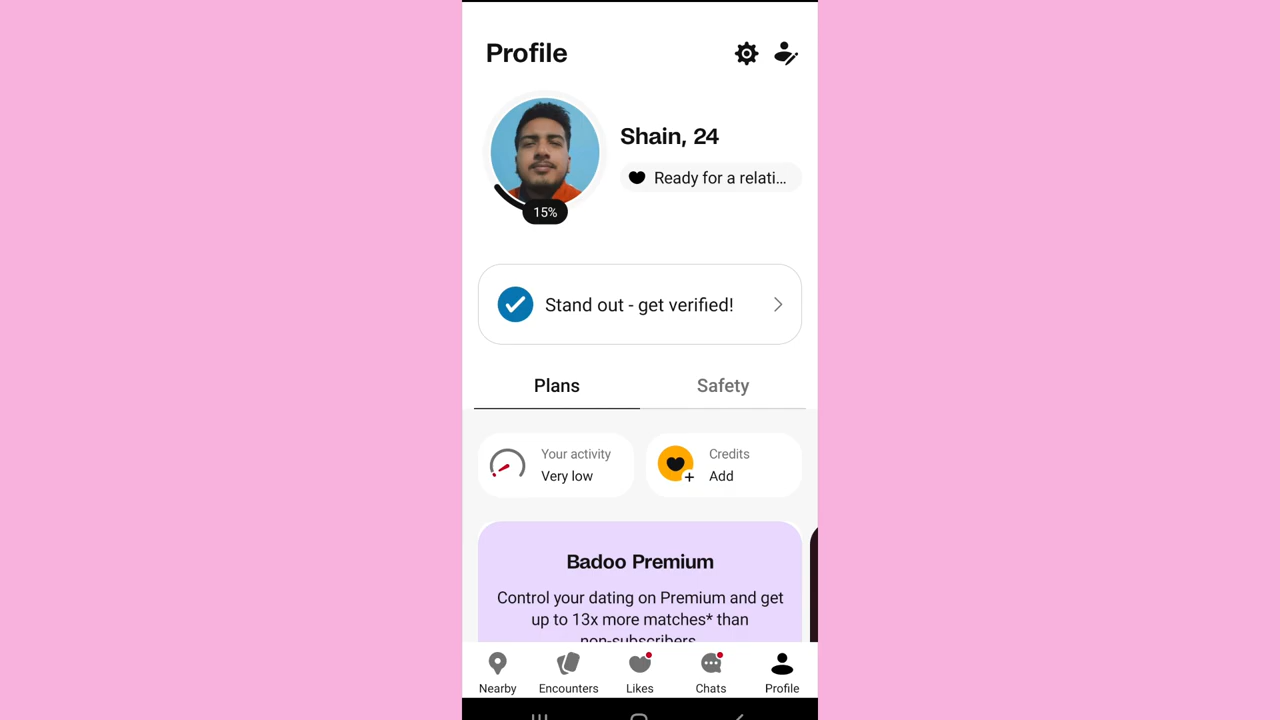 Profile
Shain, 24
Ready for a relati...
15%
Stand out - get verified!
Plans
Safety
Your activity
Very low
Credits
Add
Badoo Premium
Control your dating on Premium and get
up to 13x more matches* than
non-subscribers
Nearby
Encounters
Likes
Chats
Profile